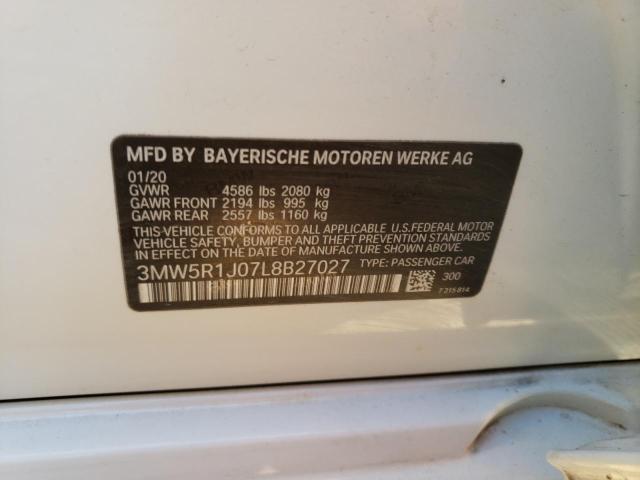 MFD BY BAYERISCHE MOTOREN WERKE AG
01/20
GVWR 4586 lbs 2080 kg
GAWR FRONT 2194 lbs 995 kg
GAWR REAR 2557 lbs 1160 kg
THIS VEHICLE CONFORMS TO ALL APPLICABLE U.S.FEDERAL MOTOR
VEHICLE SAFETY, BUMPER AND THEFT PREVENTION STANDARDS
IN EFFECT ON THE DATE OF MANUFACTURE SHOWN ABOVE.
3MW5R1J07L8B27027 TYPE: PASSENGER CAR
300
7215814